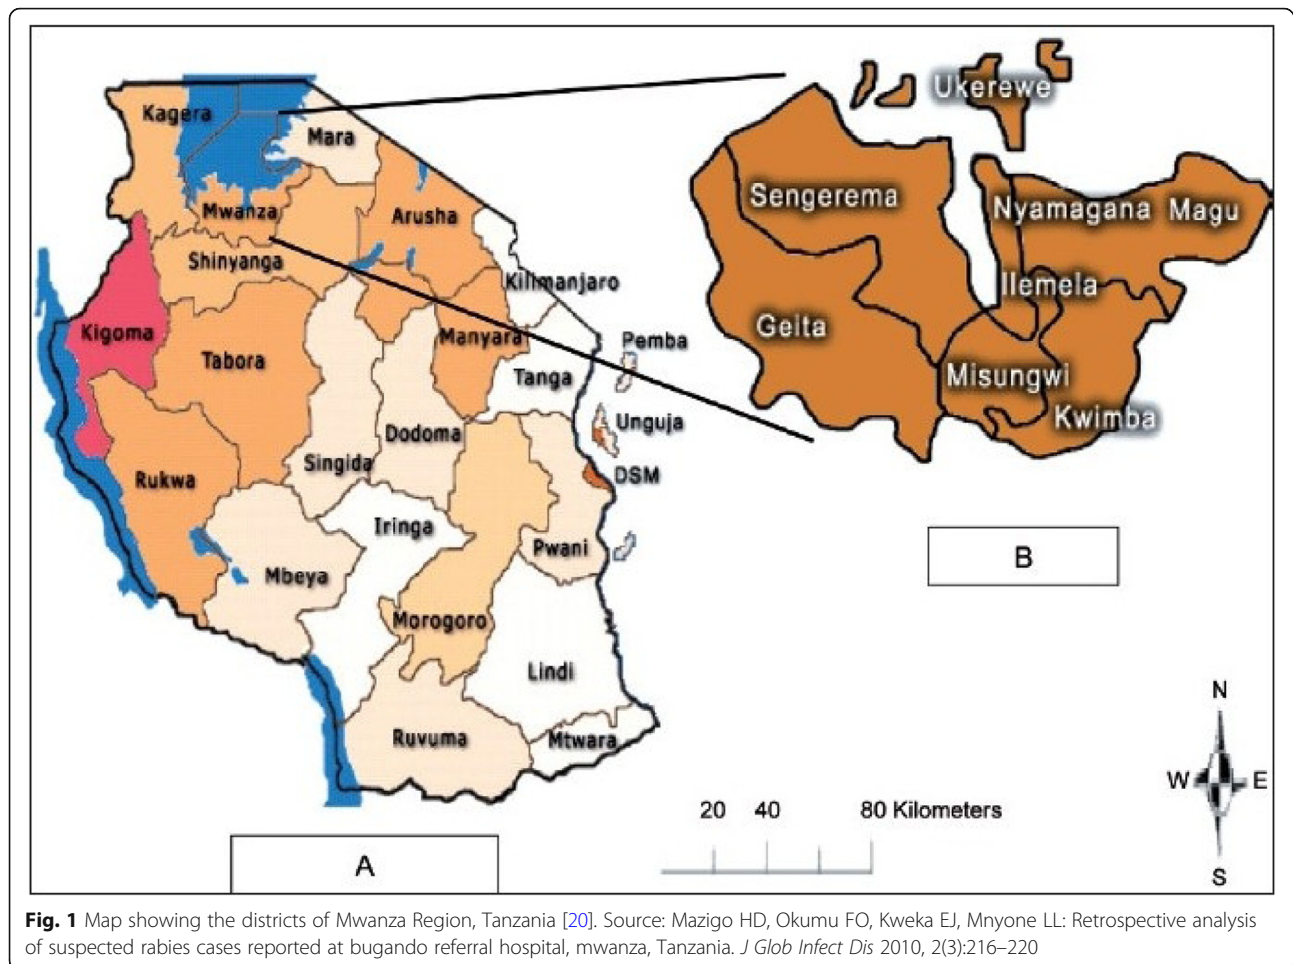 Kagera
Mara
Mwanza
Arusha
Shinyanga
Kilimanjaro
Kigoma
Tabora
Manyara
Pemba
Tanga
Unguja
Dodoma
Singida
DSM
Rukwa
Iringa
Pwani
Mbeya
Morogoro
Lindi
Ruvuma
Mtwara
A
Ukerewe
Sengerema
Nyamagana Magu
Ilemela
Geita
Misungwi
Kwimba
B
N
W E
S
20 40 80 Kilometers
Fig. 1 Map showing the districts of Mwanza Region, Tanzania [20]. Source: Mazigo HD, Okumu FO, Kweka EJ, Mnyone LL: Retrospective analysis
of suspected rabies cases reported at bugando referral hospital, mwanza, Tanzania. J Glob Infect Dis 2010, 2(3):216–220